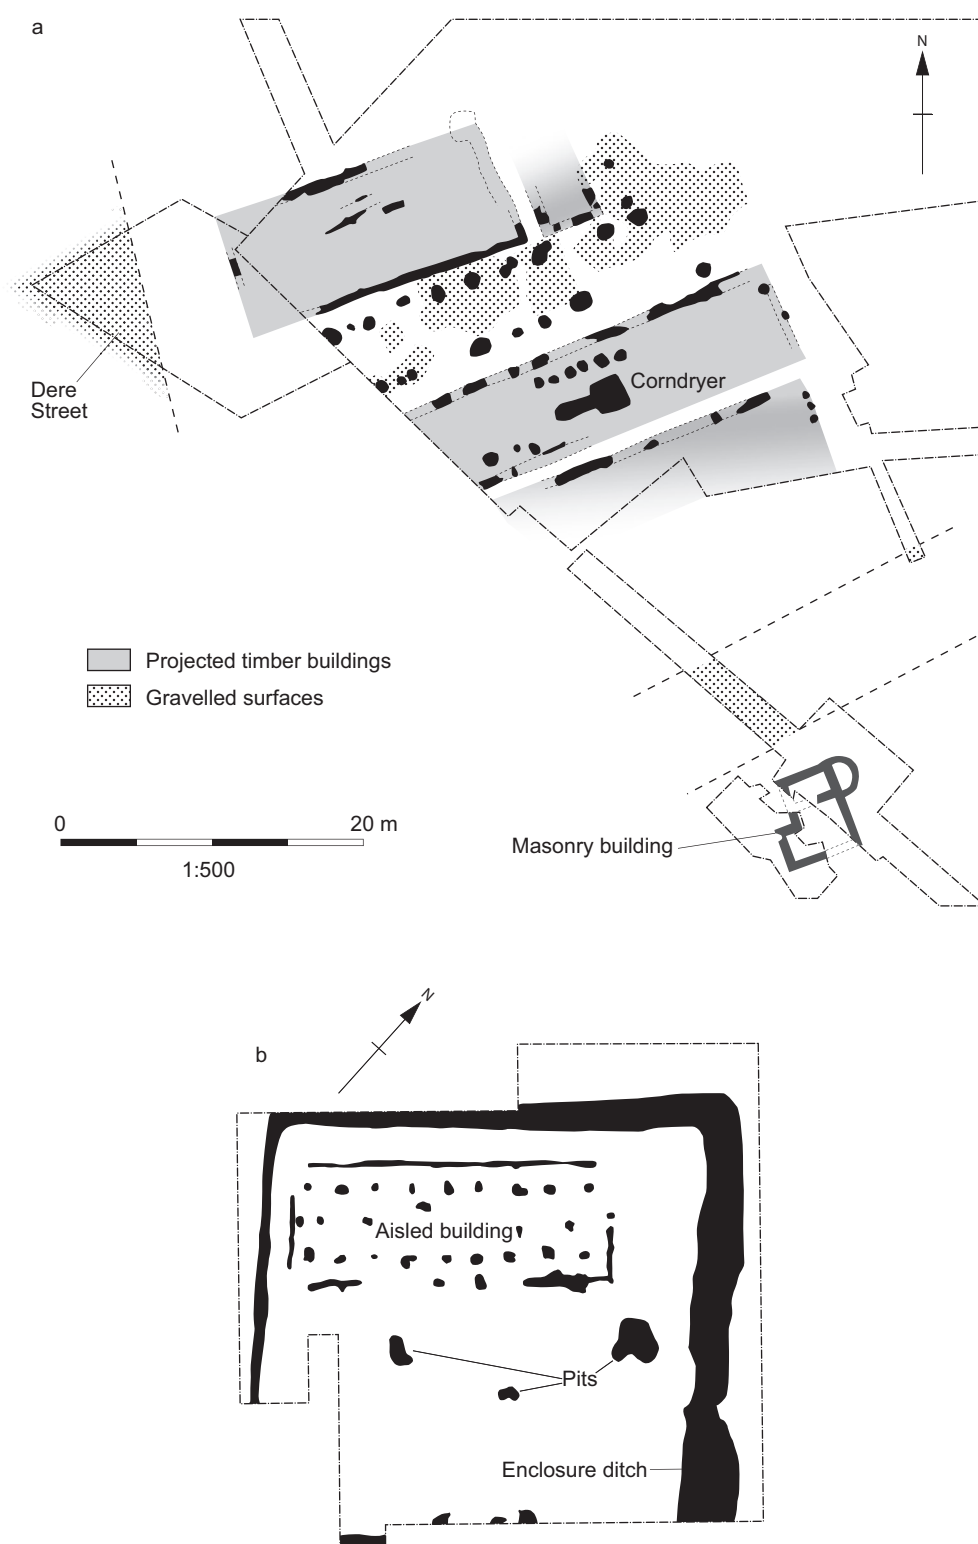 a
N
Corndryer
Dere
Street
Projected timber buildings
Gravelled surfaces
0 20 m
1:500
Masonry building
N
b
Aisled building
Pits
Enclosure ditch